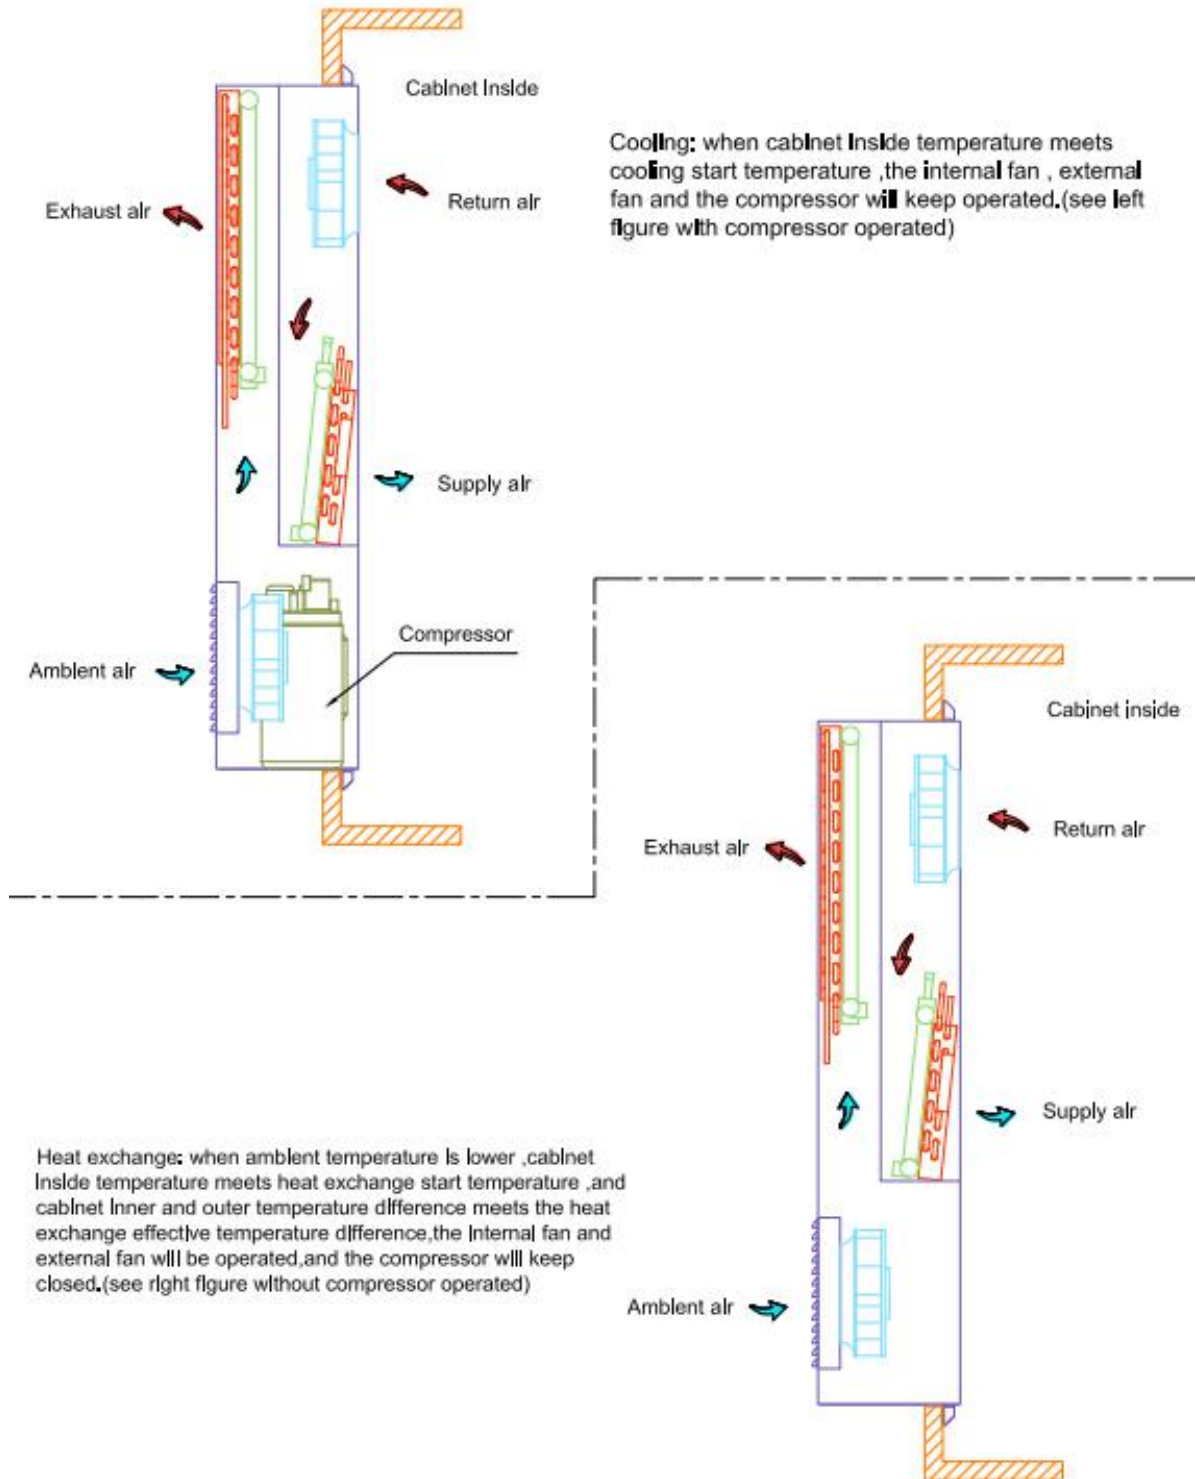 Cabinet Inside
Exhaust air
Return air
Supply air
Ambient air
Compressor
Cooling: when cabinet inside temperature meets
cooling start temperature ,the internal fan , external
fan and the compressor will keep operated.(see left
figure with compressor operated)
Cabinet inside
Exhaust air
Return air
Supply air
Ambient air
Heat exchange: when ambient temperature is lower ,cabinet
inside temperature meets heat exchange start temperature ,and
cabinet inner and outer temperature difference meets the heat
exchange effective temperature difference,the internal fan and
external fan will be operated,and the compressor will keep
closed.(see right figure without compressor operated)